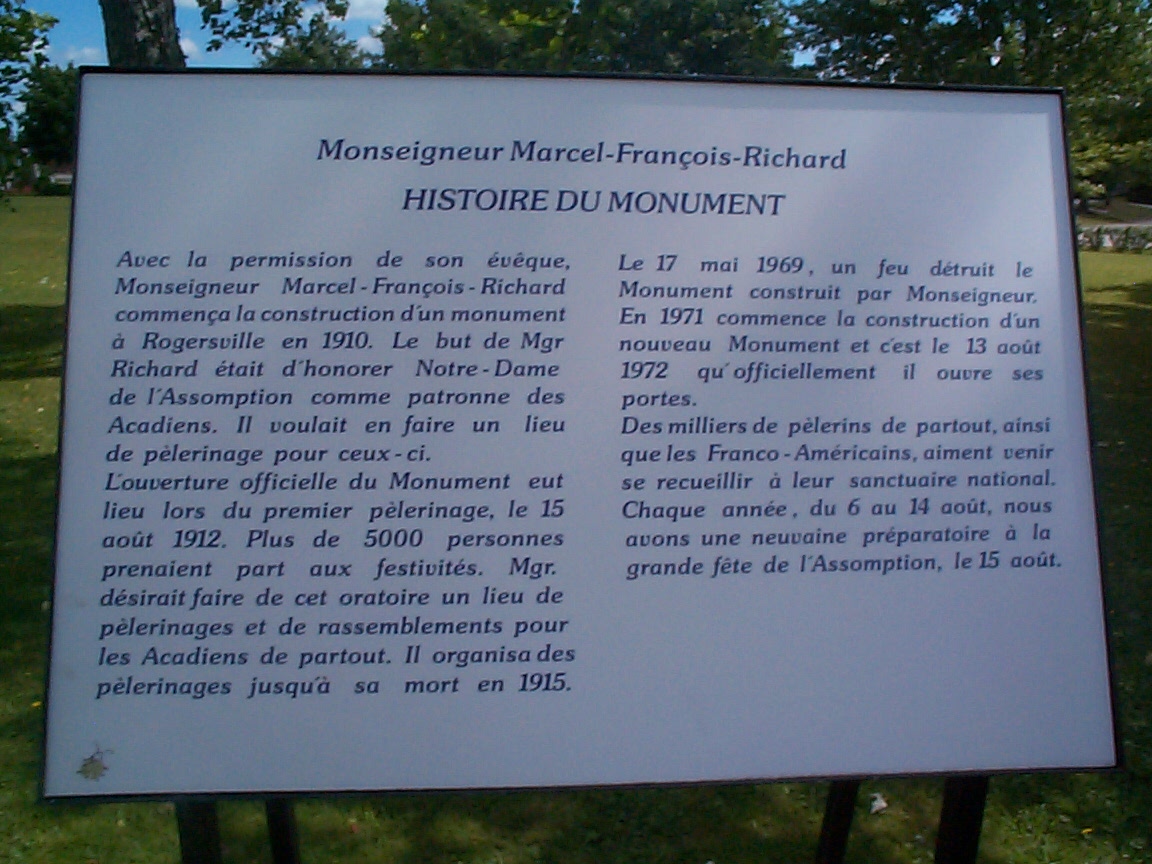 Monseigneur Marcel-François-Richard
HISTOIRE DU MONUMENT
Avec la permission de son évêque,
Monseigneur Marcel-François-Richard
commença la construction d'un monument
à Rogersville en 1910. Le but de Mgr
Richard était d'honorer Notre-Dame
de l'Assomption comme patronne des
Acadiens. Il voulait en faire un lieu
de pèlerinage pour ceux-ci.
L'ouverture officielle du Monument eut
lieu lors du premier pèlerinage, le 15
août 1912. Plus de 5000 personnes
prenaient part aux festivités. Mgr.
désirait faire de cet oratoire un lieu de
pèlerinages et de rassemblements pour
les Acadiens de partout. Il organisa des
pèlerinages jusqu'à sa mort en 1915.
Le 17 mai 1969, un feu détruit le
Monument construit par Monseigneur.
En 1971 commence la construction d'un
nouveau Monument et c'est le 13 août
1972 qu'officiellement il ouvre ses
portes.
Des milliers de pèlerins de partout, ainsi
que les Franco-Américains, aiment venir
se recueillir à leur sanctuaire national.
Chaque année, du 6 au 14 août, nous
avons une neuvaine préparatoire à la
grande fête de l'Assomption, le 15 août.